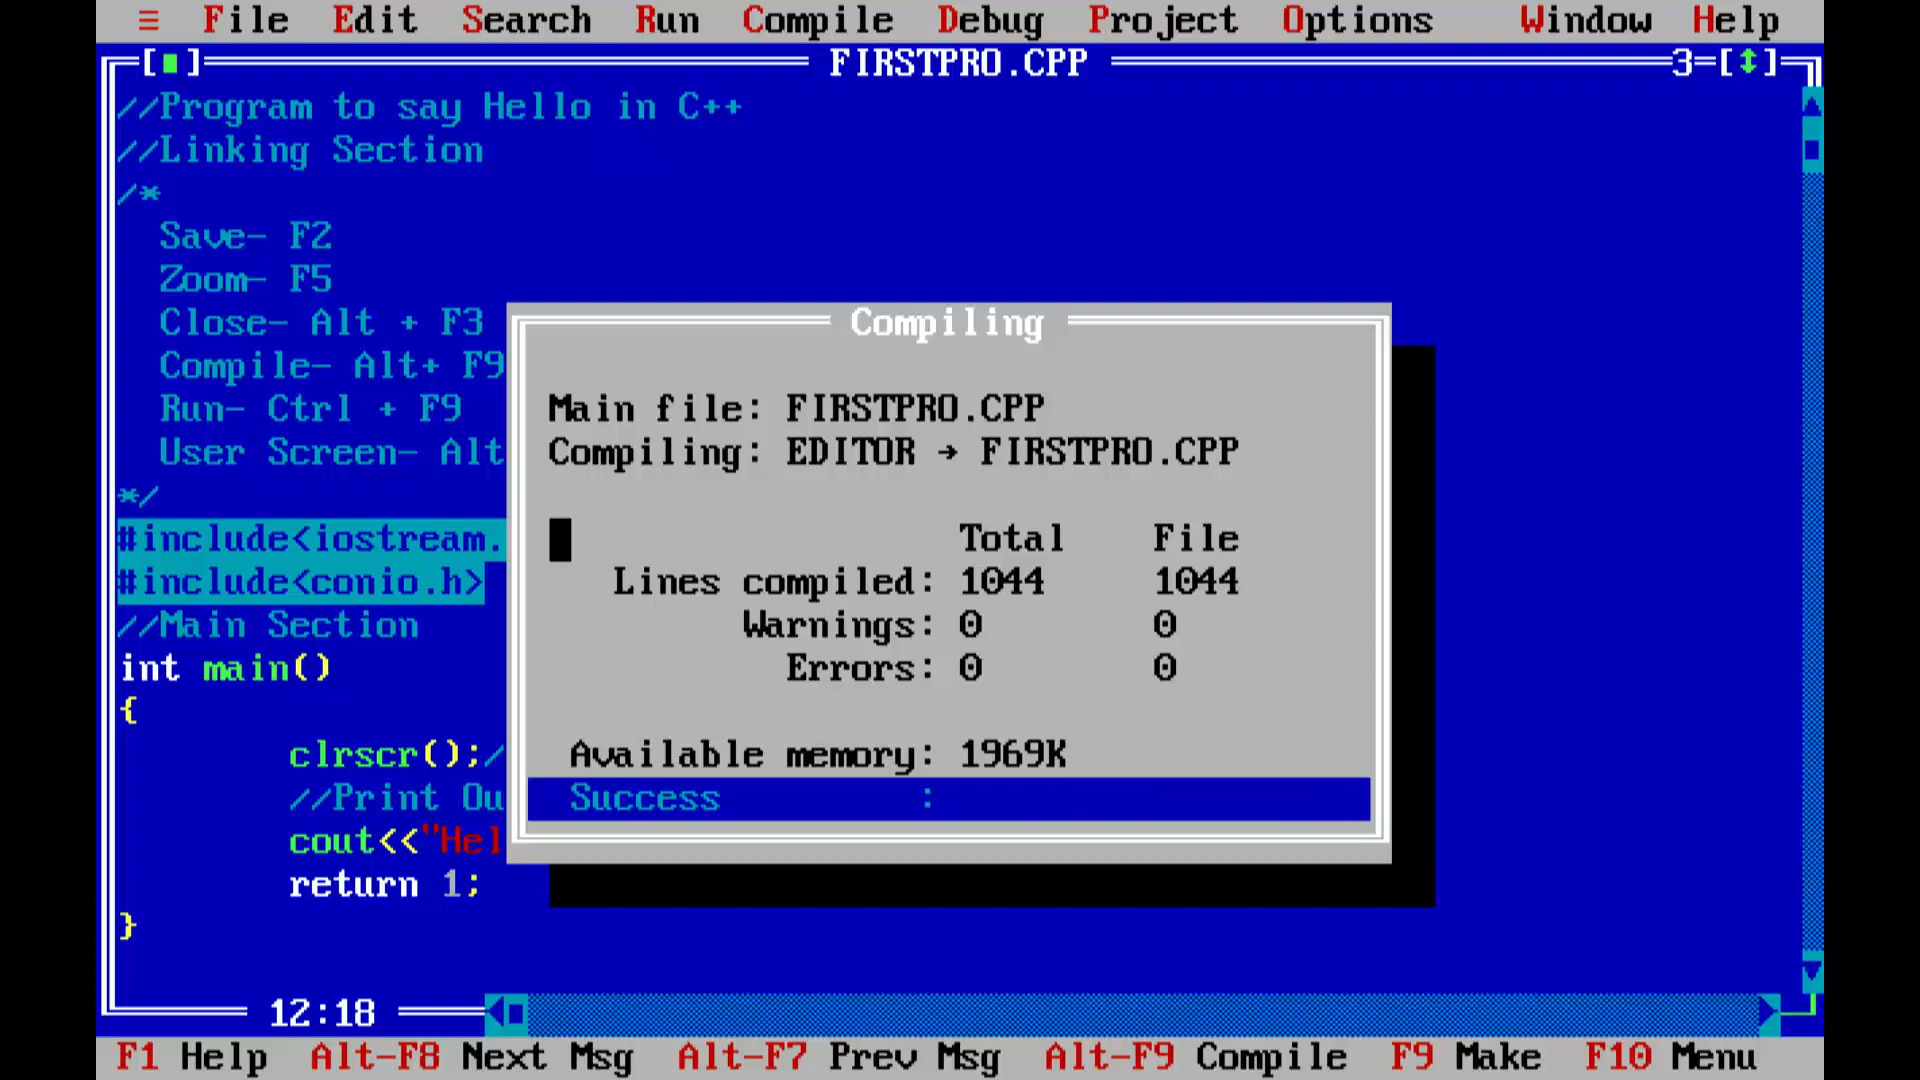 ≡ File Edit Search Run Compile Debug Project Options Window Help
[■] FIRSTPRO.CPP 3=[↕]
//Program to say Hello in C++
//Linking Section
/*
Save- F2
Zoom- F5
Close- Alt + F3
Compile- Alt+ F9
Run- Ctrl + F9
User Screen- Alt
*/
#include<iostream.
#include<conio.h>
//Main Section
int main()
{
clrscr();/
//Print Ou
cout<<"Hel
return 1;
}
12:18
Compiling
Main file: FIRSTPRO.CPP
Compiling: EDITOR → FIRSTPRO.CPP
Total File
Lines compiled: 1044 1044
Warnings: 0 0
Errors: 0 0
Available memory: 1969K
Success :
F1 Help Alt-F8 Next Msg Alt-F7 Prev Msg Alt-F9 Compile F9 Make F10 Menu